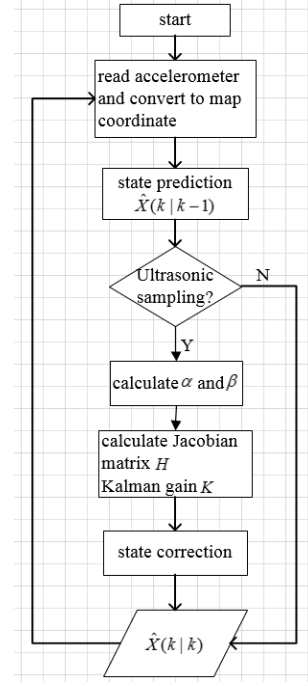 start
read accelerometer
and convert to map
coordinate
state prediction
X̂(k | k−1)
Ultrasonic
sampling?
N
Y
calculate α and β
calculate Jacobian
matrix H
Kalman gain K
state correction
X̂(k | k)